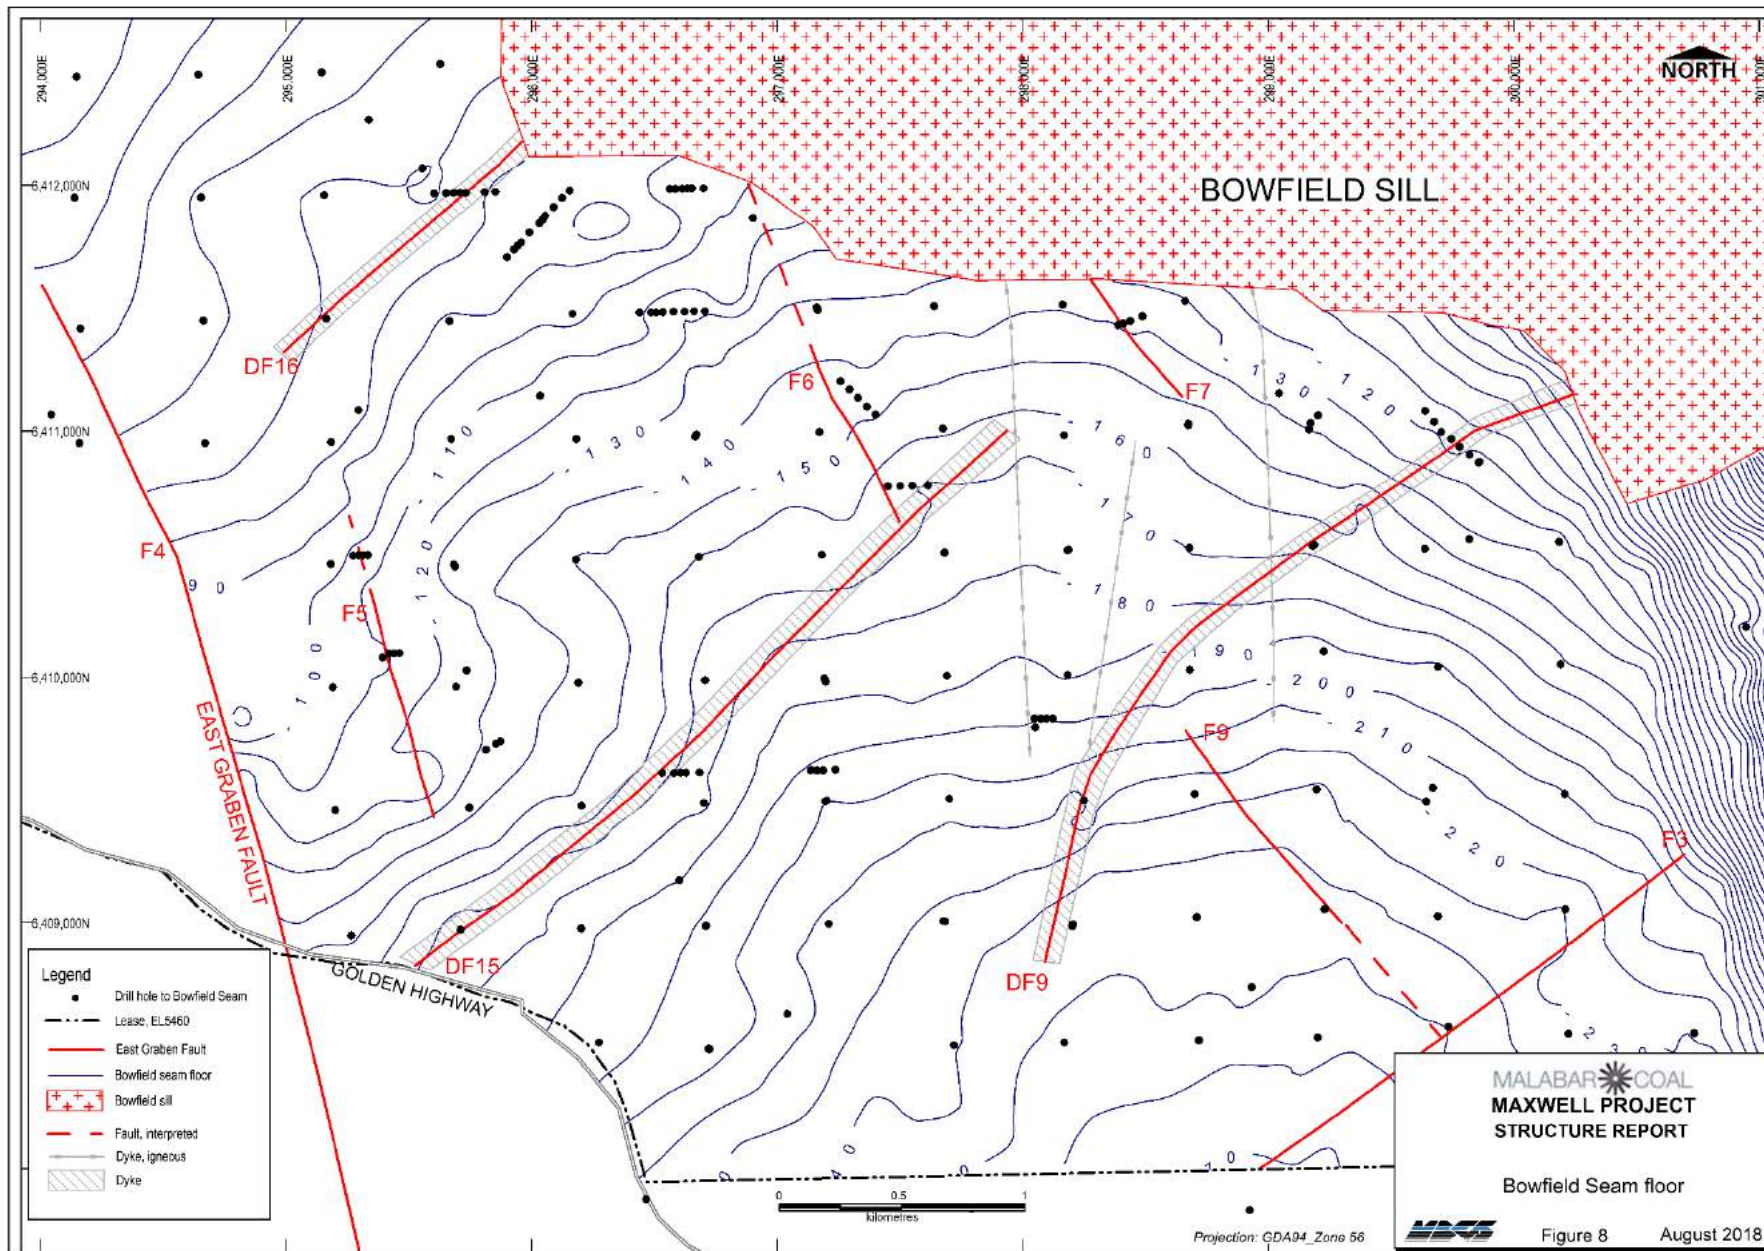 294,000E
295,000E
296,000E
297,000E
298,000E
299,000E
300,000E
NORTH
6,412,000N
BOWFIELD SILL
DF16
F6
F7
-130
-120
6,411,000N
-110
-130
-140
-150
-160
-170
F4
90
-120
F5
-180
-100
6,410,000N
-190
-200
-210
F9
EAST GRABEN FAULT
-220
F3
6,409,000N
DF15
DF9
GOLDEN HIGHWAY
-230
Legend
Drill hole to Bowfield Seam
Lease, EL5460
East Graben Fault
Bowfield seam floor
Bowfield sill
Fault, interpreted
Dyke, igneous
Dyke
0 0.5 1
kilometres
Projection: GDA94_Zone 56
MALABAR COAL
MAXWELL PROJECT
STRUCTURE REPORT
Bowfield Seam floor
Figure 8 August 2018